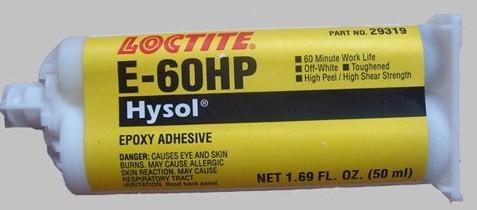 PART NO. 29319
LOCTITE®
E-60HP
■ 60 Minute Work Life
■ Off-White ■ Toughened
■ High Peel / High Shear Strength
Hysol®
EPOXY ADHESIVE
DANGER: CAUSES EYE AND SKIN
BURNS. MAY CAUSE ALLERGIC
SKIN REACTION. MAY CAUSE
RESPIRATORY TRACT
IRRITATION. Read back panel.
NET 1.69 FL. OZ. (50 ml)